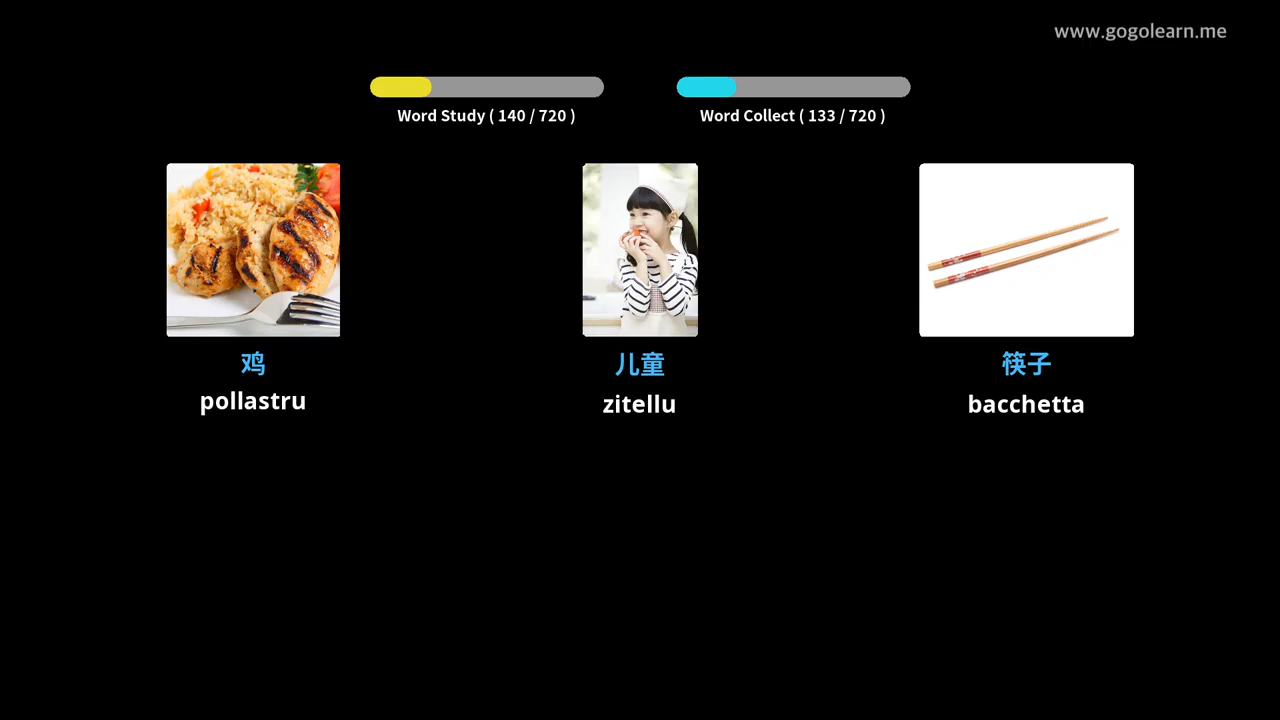 www.gogolearn.me
Word Study ( 140 / 720 )
Word Collect ( 133 / 720 )
鸡
儿童
筷子
pollastru
zitellu
bacchetta